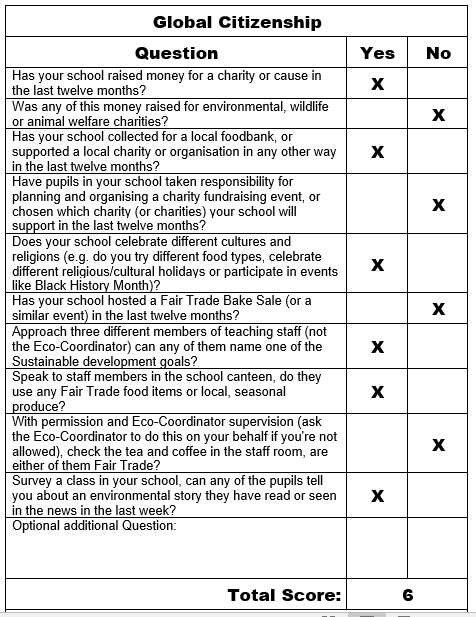 Global Citizenship
Question Yes No
Has your school raised money for a charity or cause in
the last twelve months? X
Was any of this money raised for environmental, wildlife
or animal welfare charities? X
Has your school collected for a local foodbank, or
supported a local charity or organisation in any other way
in the last twelve months? X
Have pupils in your school taken responsibility for
planning and organising a charity fundraising event, or
chosen which charity (or charities) your school will
support in the last twelve months? X
Does your school celebrate different cultures and
religions (e.g. do you try different food types, celebrate
different religious/cultural holidays or participate in events
like Black History Month)? X
Has your school hosted a Fair Trade Bake Sale (or a
similar event) in the last twelve months? X
Approach three different members of teaching staff (not
the Eco-Coordinator) can any of them name one of the
Sustainable development goals? X
Speak to staff members in the school canteen, do they
use any Fair Trade food items or local, seasonal
produce? X
With permission and Eco-Coordinator supervision (ask
the Eco-Coordinator to do this on your behalf if you're not
allowed), check the tea and coffee in the staff room, are
either of them Fair Trade? X
Survey a class in your school, can any of the pupils tell
you about an environmental story they have read or seen
in the news in the last week? X
Optional additional Question:
Total Score: 6